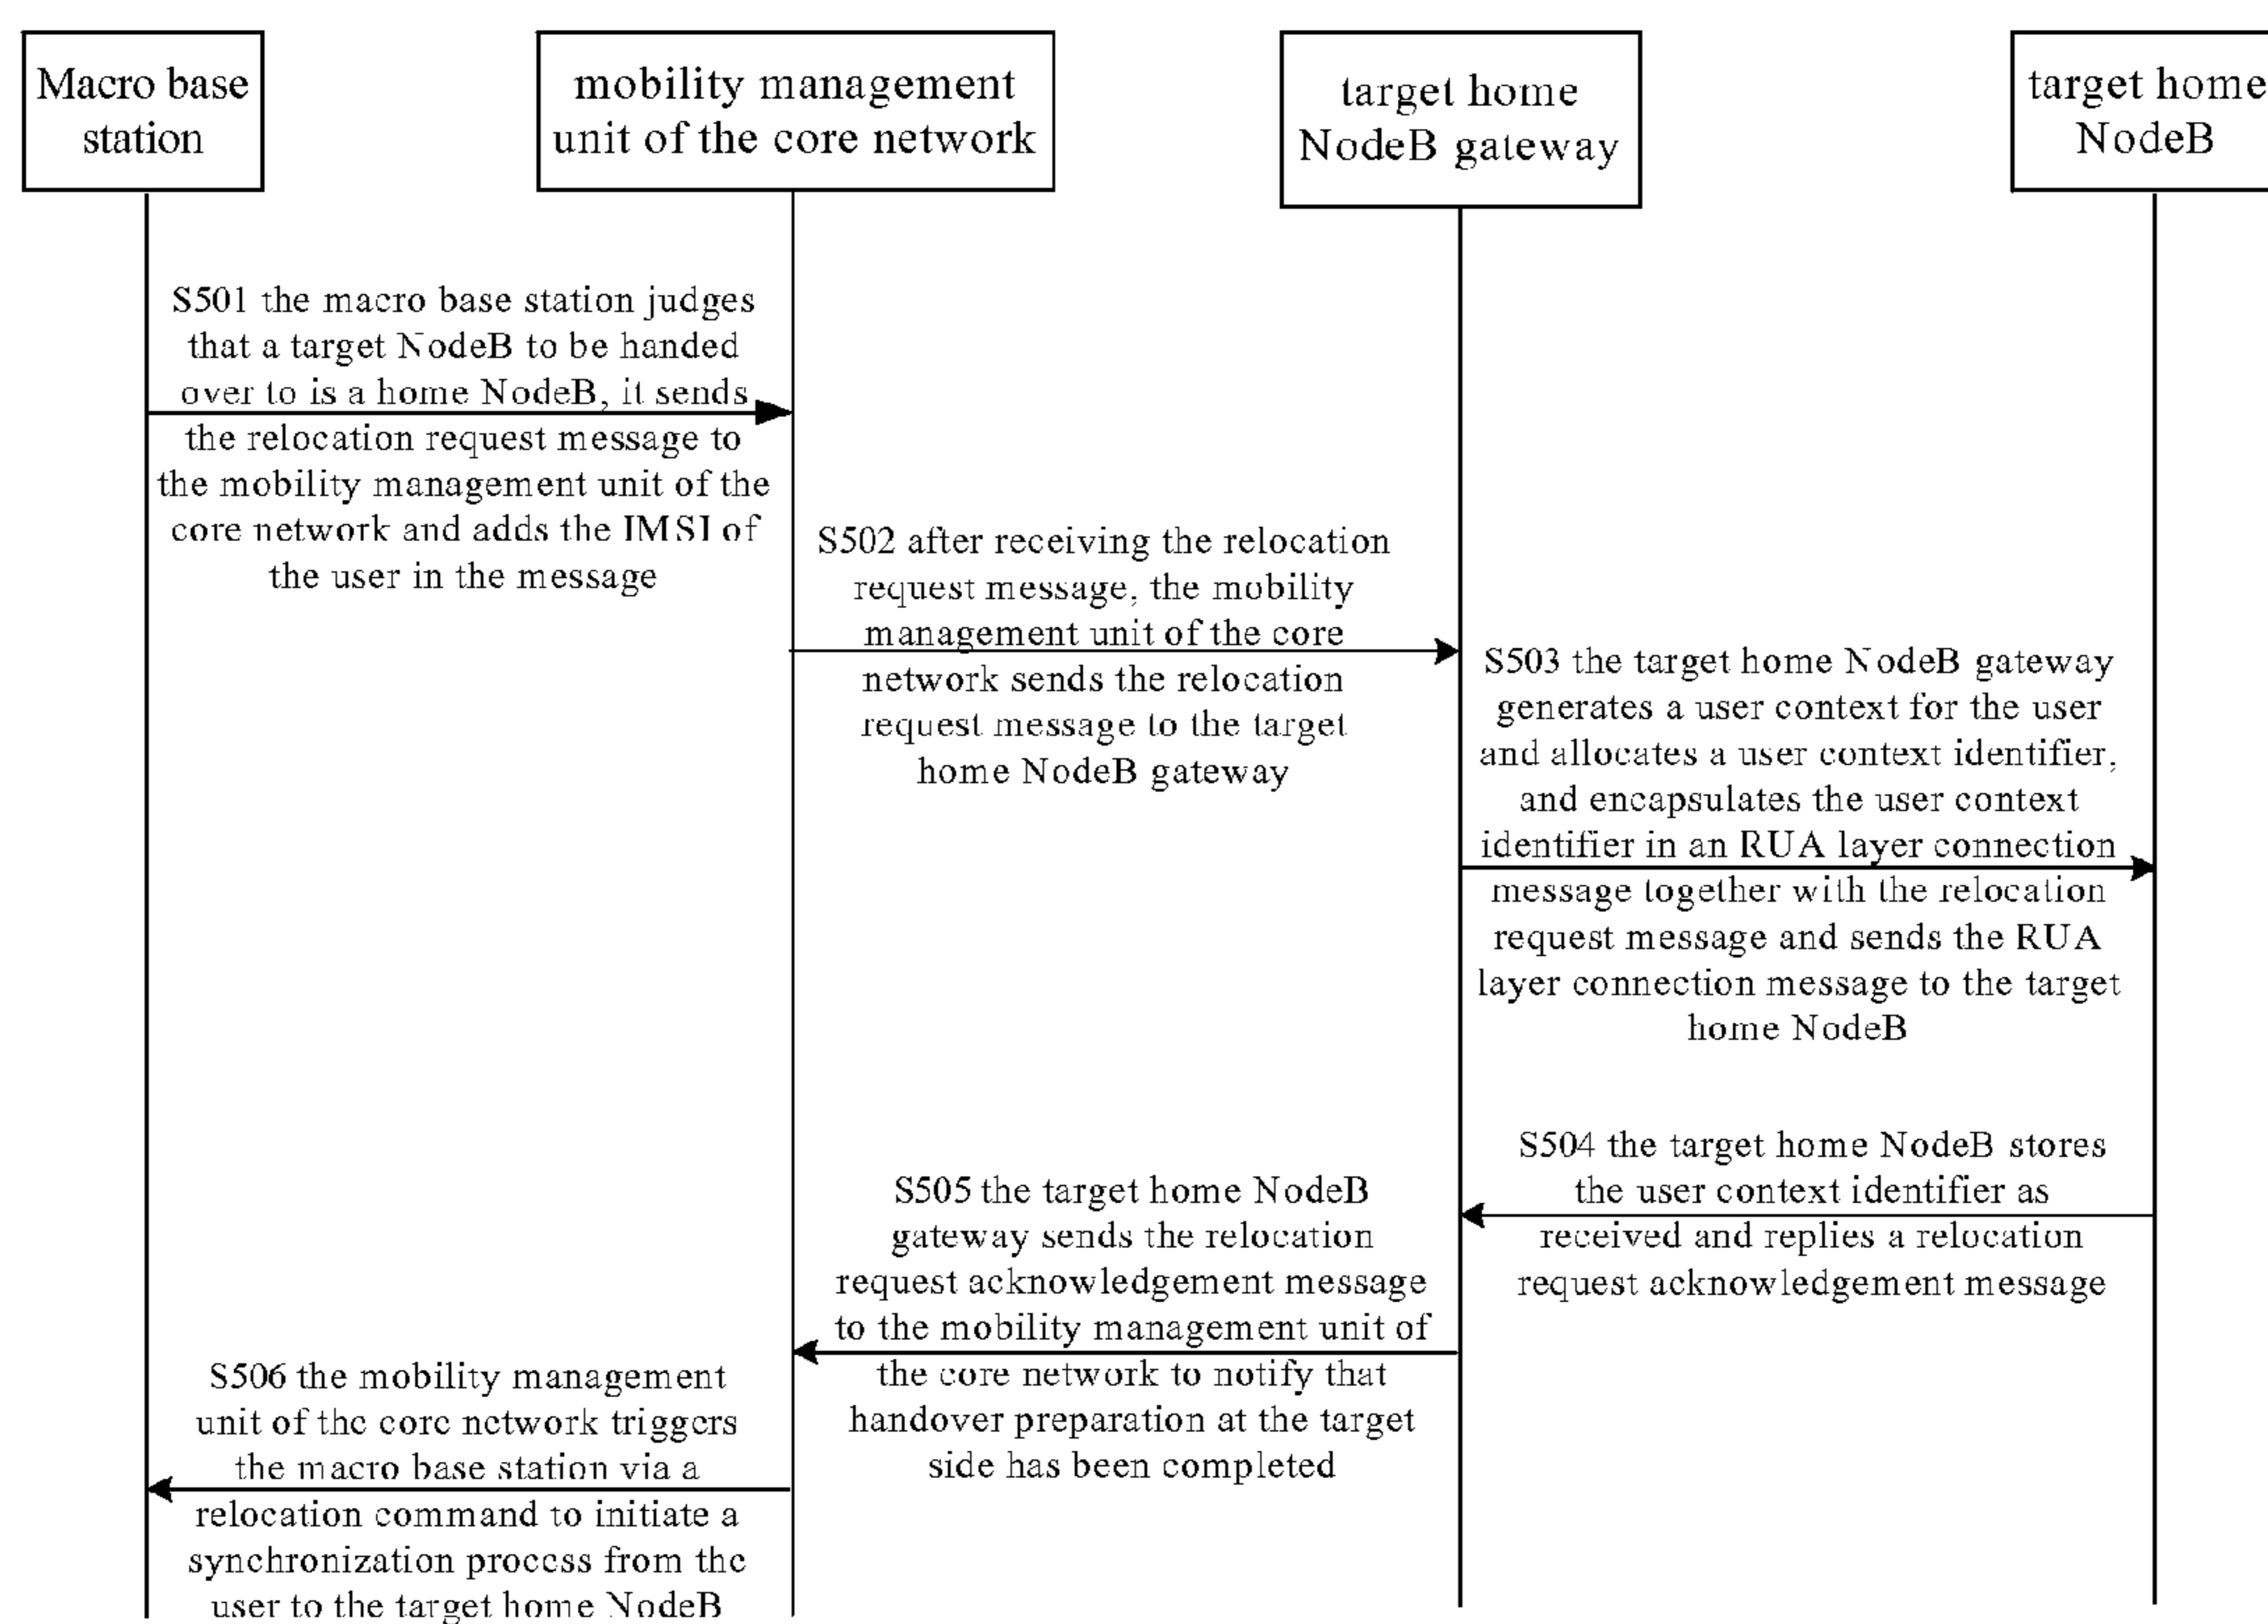 Macro base
station
mobility management
unit of the core network
target home
NodeB gateway
target home
NodeB
S501 the macro base station judges
that a target NodeB to be handed
over to is a home NodeB, it sends
the relocation request message to
the mobility management unit of the
core network and adds the IMSI of
the user in the message
S502 after receiving the relocation
request message, the mobility
management unit of the core
network sends the relocation
request message to the target
home NodeB gateway
S503 the target home NodeB gateway
generates a user context for the user
and allocates a user context identifier,
and encapsulates the user context
identifier in an RUA layer connection
message together with the relocation
request message and sends the RUA
layer connection message to the target
home NodeB
S504 the target home NodeB stores
the user context identifier as
received and replies a relocation
request acknowledgement message
S505 the target home NodeB
gateway sends the relocation
request acknowledgement message
to the mobility management unit of
the core network to notify that
handover preparation at the target
side has been completed
S506 the mobility management
unit of the core network triggers
the macro base station via a
relocation command to initiate a
synchronization process from the
user to the target home NodeB